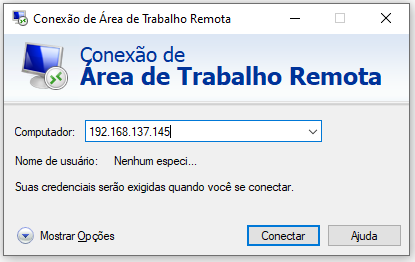 Conexão de Área de Trabalho Remota
Conexão de
Área de Trabalho Remota
Computador: 192.168.137.145
Nome de usuário: Nenhum especi...
Suas credenciais serão exigidas quando você se conectar.
Mostrar Opções Conectar Ajuda